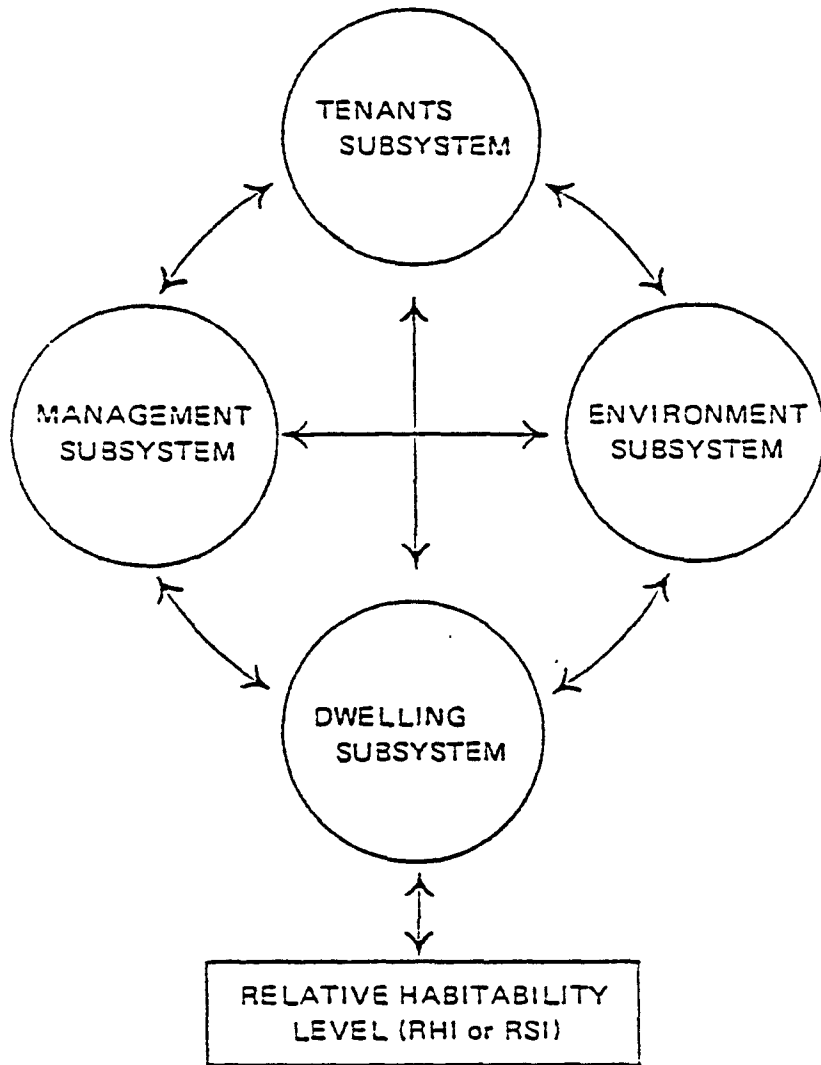 TENANTS
SUBSYSTEM
MANAGEMENT
SUBSYSTEM
ENVIRONMENT
SUBSYSTEM
DWELLING
SUBSYSTEM
RELATIVE HABITABILITY
LEVEL (RHI or RSI)